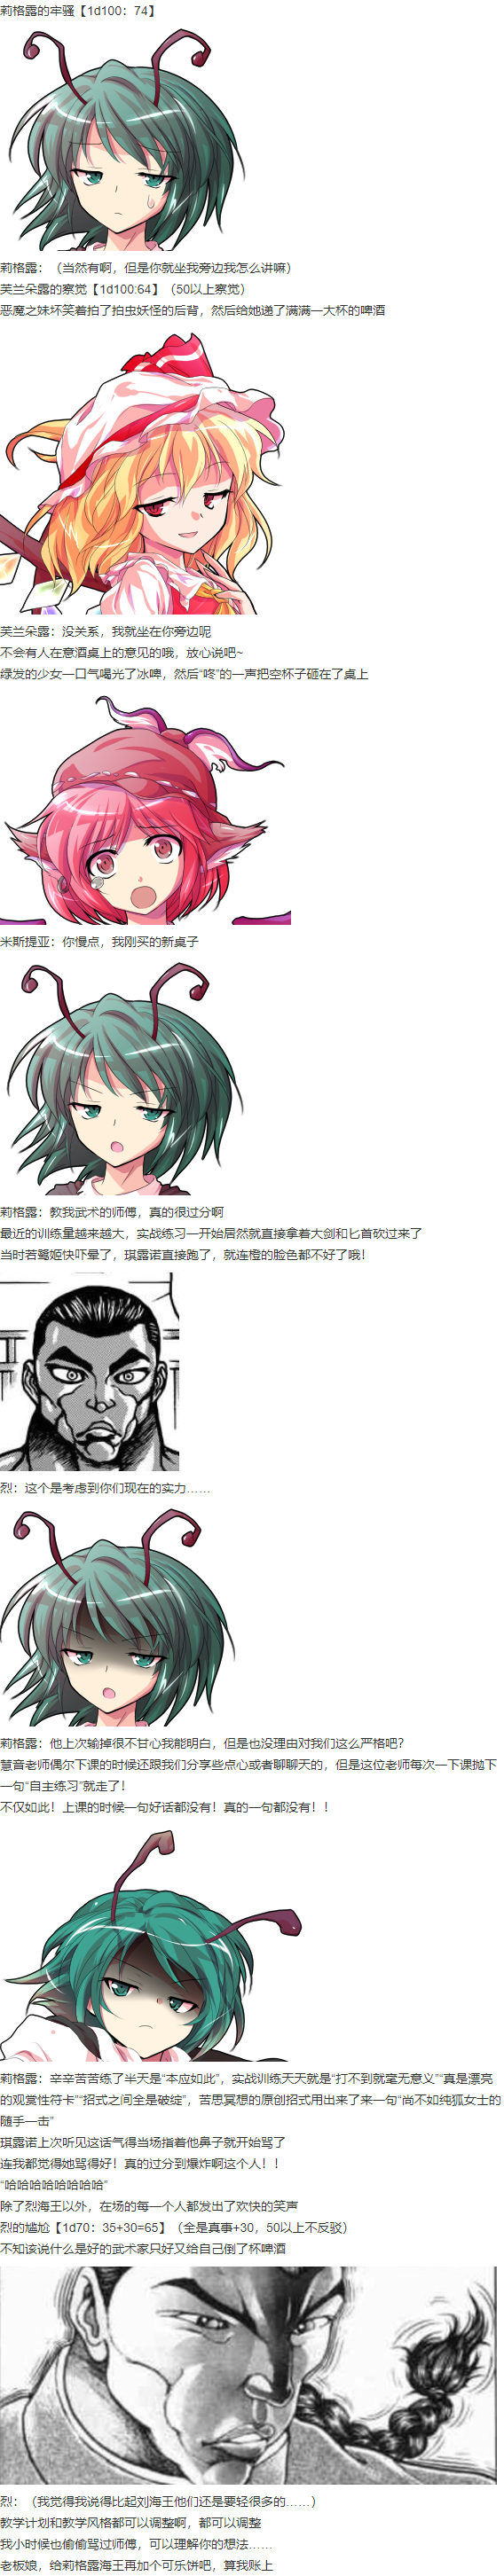 莉格露的牢骚【1d100：74】
莉格露：（当然有啊，但是你就坐我旁边我怎么讲嘛）
芙兰朵露的察觉【1d100:64】（50以上察觉）
恶魔之妹坏笑着拍了拍虫妖怪的后背，然后给她递了满满一大杯的啤酒
芙兰朵露：没关系，我就坐在你旁边呢
不会有人在意酒桌上的意见的哦，放心说吧~
绿发的少女一口气喝光了冰啤，然后“咚”的一声把空杯子砸在了桌上
米斯提亚：你慢点，我刚买的新桌子
莉格露：教我武术的师傅，真的很过分啊
最近的训练量越来越大，实战练习一开始居然就直接拿着大剑和匕首砍过来了
当时若鹭姬快吓晕了，琪露诺直接跑了，就连橙的脸色都不好了哦！
烈：这个是考虑到你们现在的实力……
莉格露：他上次输掉很不甘心我能明白，但是也没理由对我们这么严格吧？
慧音老师偶尔下课的时候还跟我们分享些点心或者聊聊天的，但是这位老师每次一下课抛下
一句“自主练习”就走了！
不仅如此！上课的时候一句好话都没有！真的一句都没有！！
莉格露：辛辛苦苦练了半天是“本应如此”，实战训练天天就是“打不到就毫无意义”“真是漂亮
的观赏性符卡”“招式之间全是破绽”，苦思冥想的原创招式用出来了来一句“尚不如纯狐女士的
随手一击”
琪露诺上次听见这话气得当场指着他鼻子就开始骂了
连我都觉得她骂得好！真的过分到爆炸啊这个人！！
“哈哈哈哈哈哈哈哈”
除了烈海王以外，在场的每一个人都发出了欢快的笑声
烈的尴尬【1d70：35+30=65】（全是真事+30，50以上不反驳）
不知该说什么是好的武术家只好又给自己倒了杯啤酒
烈：（我觉得我说得比起刘海王他们还是要轻很多的……）
教学计划和教学风格都可以调整啊，都可以调整
我小时候也偷偷骂过师傅，可以理解你的想法……
老板娘，给莉格露海王再加个可乐饼吧，算我账上